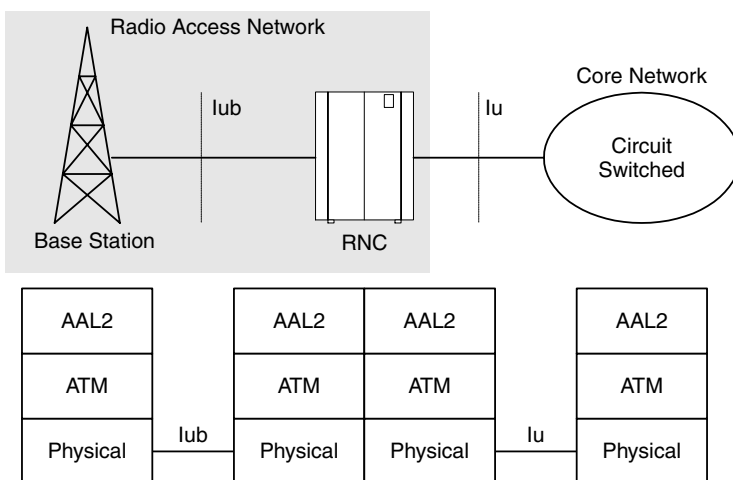 Radio Access Network
Core Network
Iub
Iu
Circuit
Switched
Base Station
RNC
AAL2 AAL2 AAL2 AAL2
ATM ATM ATM ATM
Iub Iu
Physical Physical Physical Physical